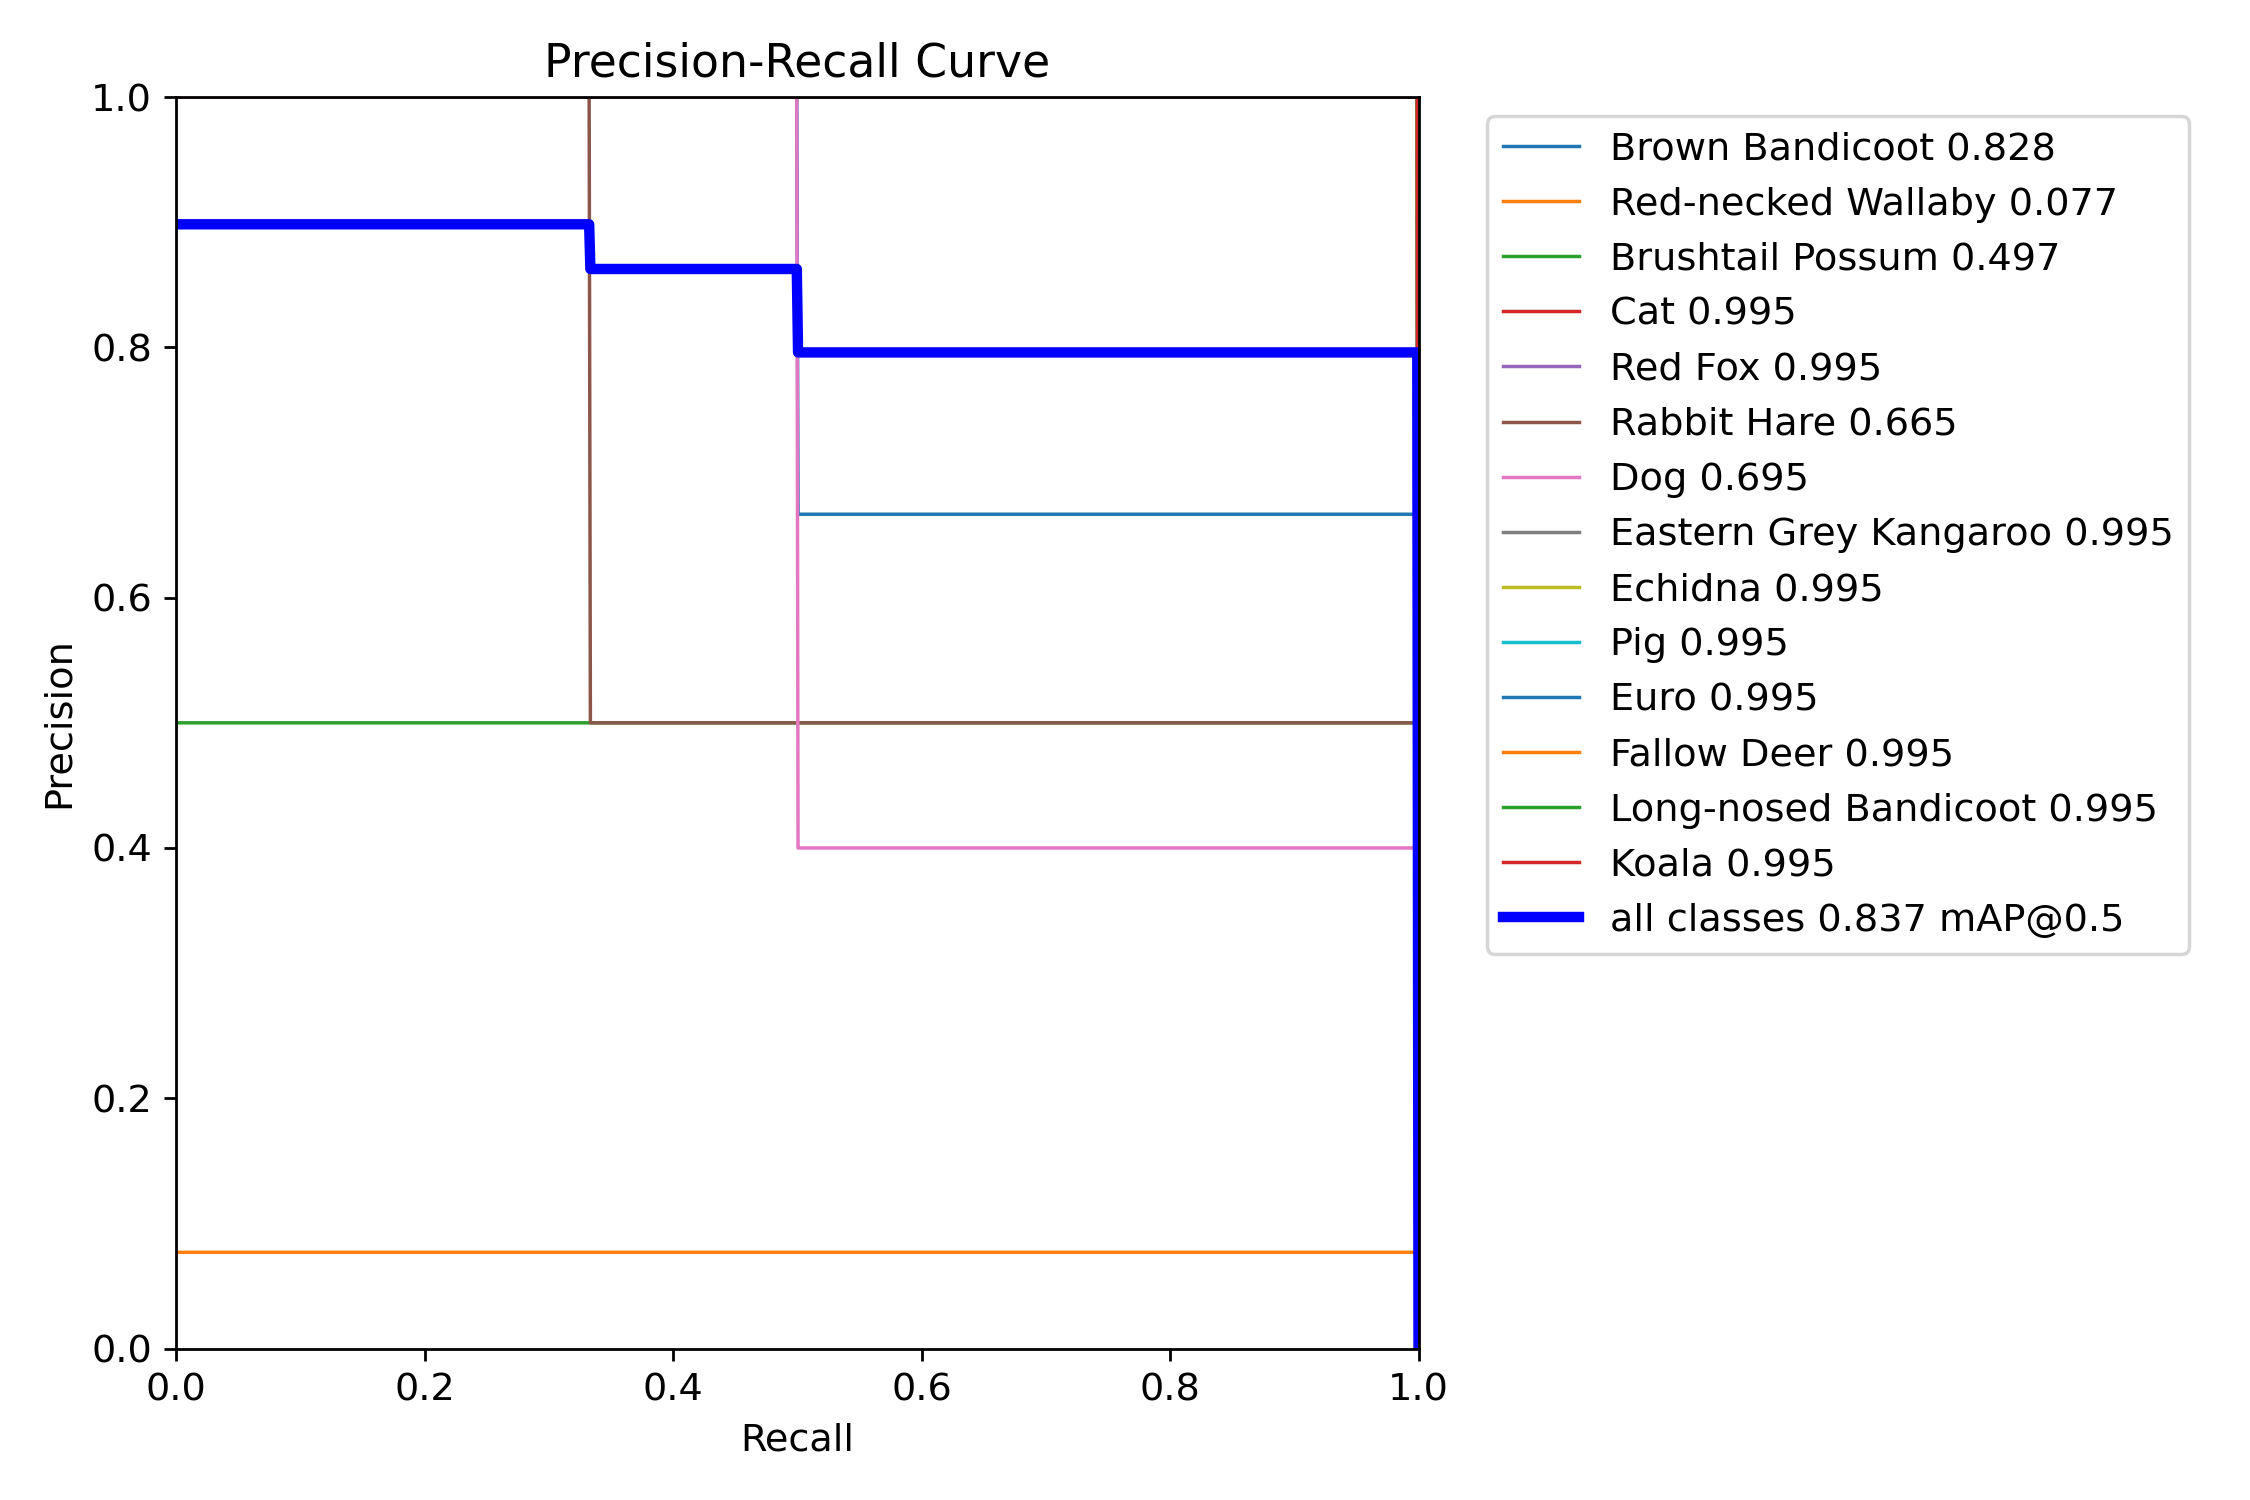 Precision-Recall Curve
1.0
0.8
0.6
0.4
0.2
0.0
Precision
0.0 0.2 0.4 0.6 0.8 1.0
Recall
Brown Bandicoot 0.828
Red-necked Wallaby 0.077
Brushtail Possum 0.497
Cat 0.995
Red Fox 0.995
Rabbit Hare 0.665
Dog 0.695
Eastern Grey Kangaroo 0.995
Echidna 0.995
Pig 0.995
Euro 0.995
Fallow Deer 0.995
Long-nosed Bandicoot 0.995
Koala 0.995
all classes 0.837 mAP@0.5